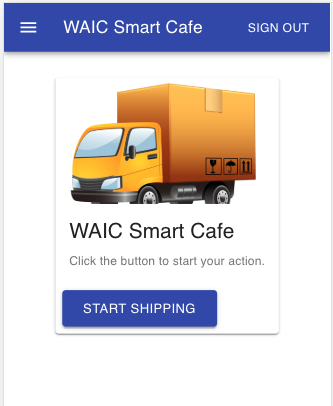 WAIC Smart Cafe SIGN OUT
WAIC Smart Cafe
Click the button to start your action.
START SHIPPING